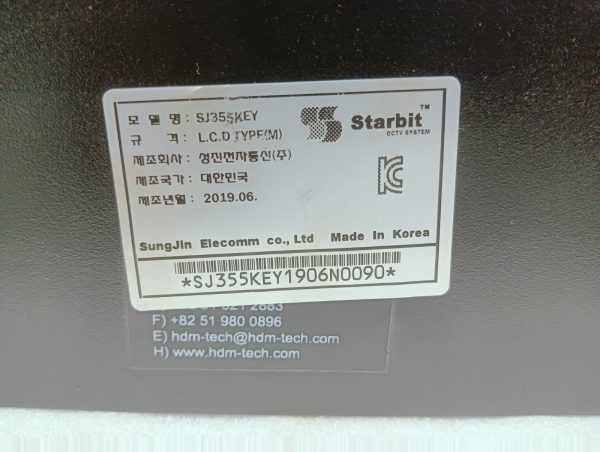 모 델 명 : SJ355KEY
규 격 : L.C.D TYPE(M)
제조회사 :성진전자통신(주)
제조국가 : 대한민국
제조년월 : 2019.06.
Starbit ™
CCTV SYSTEM
SungJin Elecomm co., Ltd Made in Korea
*SJ355KEY1906N0090*
F) +82 51 980 0896
E) hdm-tech@hdm-tech.com
H) www.hdm-tech.com